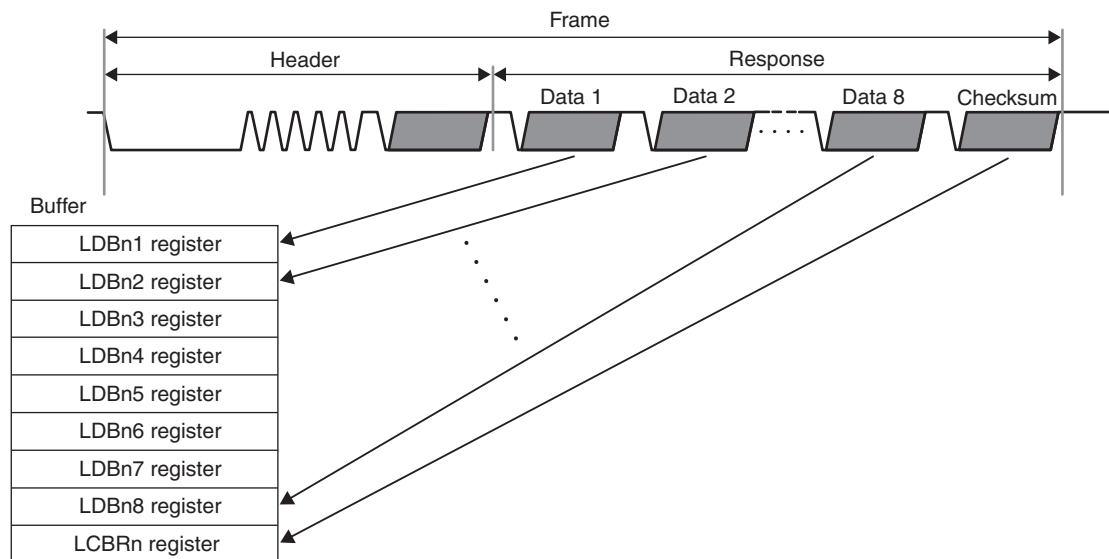 Frame
Header
Response
Data 1
Data 2
Data 8
Checksum
Buffer
LDBn1 register
LDBn2 register
LDBn3 register
LDBn4 register
LDBn5 register
LDBn6 register
LDBn7 register
LDBn8 register
LCBRn register